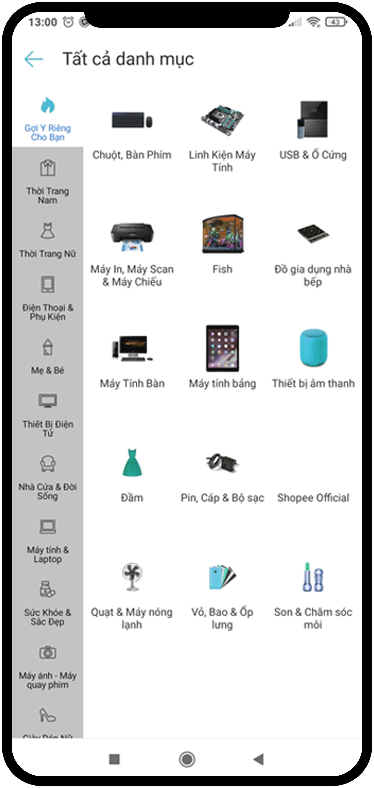 13:00
43
Tất cả danh mục
Gợi Ý Riêng
Cho Bạn
Thời Trang
Nam
Thời Trang Nữ
Điện Thoại &
Phụ Kiện
Mẹ & Bé
Thiết Bị Điện
Tử
Nhà Cửa & Đời
Sống
Máy tính &
Laptop
Sức Khỏe &
Sắc Đẹp
Máy ảnh - Máy
quay phim
Giày Dép Nữ
Chuột, Bàn Phím
Linh Kiện Máy
Tính
USB & Ổ Cứng
Máy In, Máy Scan
& Máy Chiếu
Fish
Đồ gia dụng nhà
bếp
Máy Tính Bàn
Máy tính bảng
Thiết bị âm thanh
Đầm
Pin, Cáp & Bộ sạc
Shopee Official
Quạt & Máy nóng
lạnh
Vỏ, Bao & Ốp
lưng
Son & Chăm sóc
môi